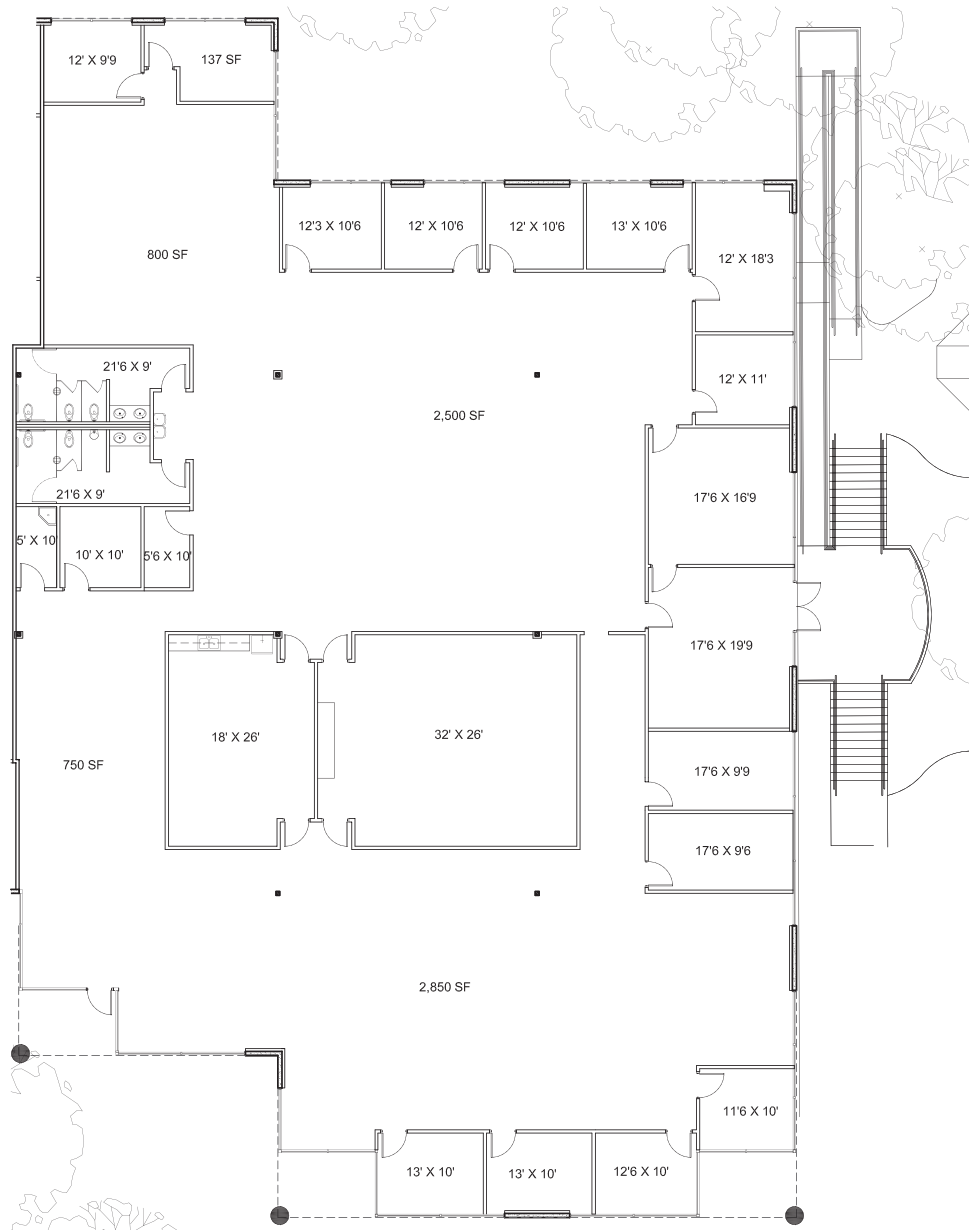 12' X 9'9
137 SF
12'3 X 10'6
12' X 10'6
12' X 10'6
13' X 10'6
800 SF
12' X 18'3
21'6 X 9'
12' X 11'
2,500 SF
21'6 X 9'
17'6 X 16'9
5' X 10'
10' X 10'
5'6 X 10'
17'6 X 19'9
18' X 26'
32' X 26'
750 SF
17'6 X 9'9
17'6 X 9'6
2,850 SF
11'6 X 10'
13' X 10'
13' X 10'
12'6 X 10'